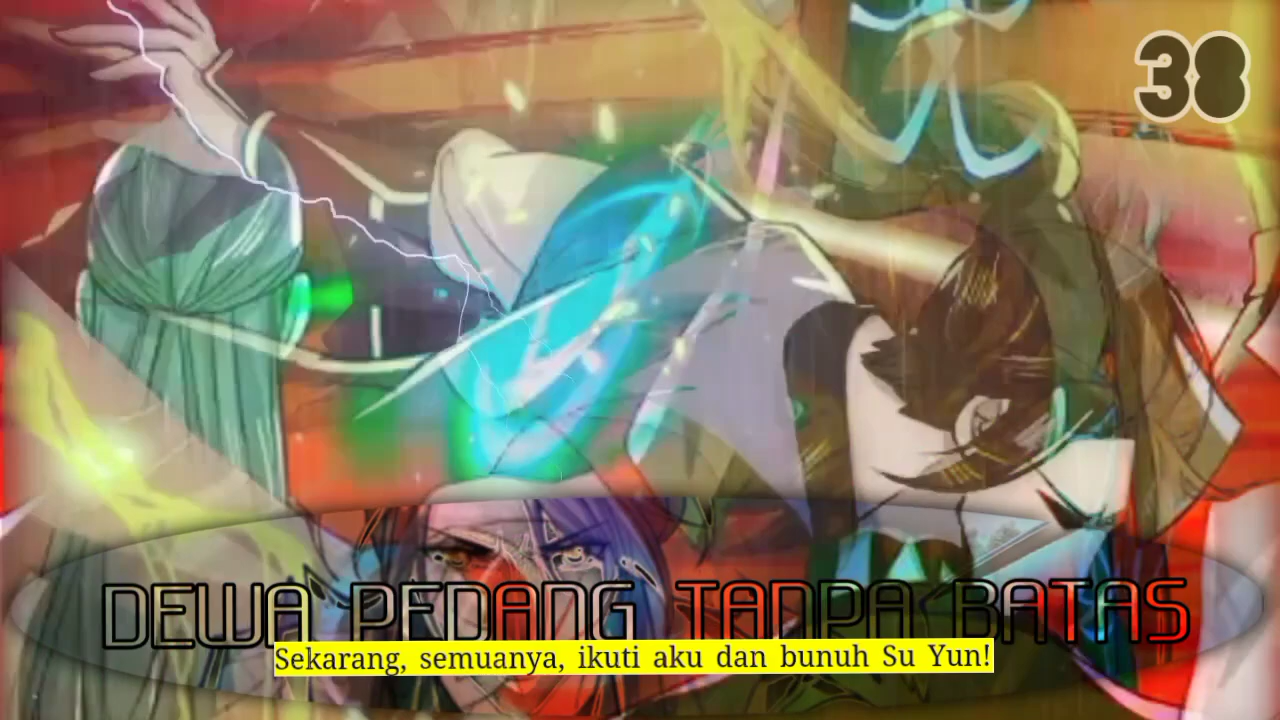 38
DEWA PEDANG TANPA BATAS
Sekarang, semuanya, ikuti aku dan bunuh Su Yun!